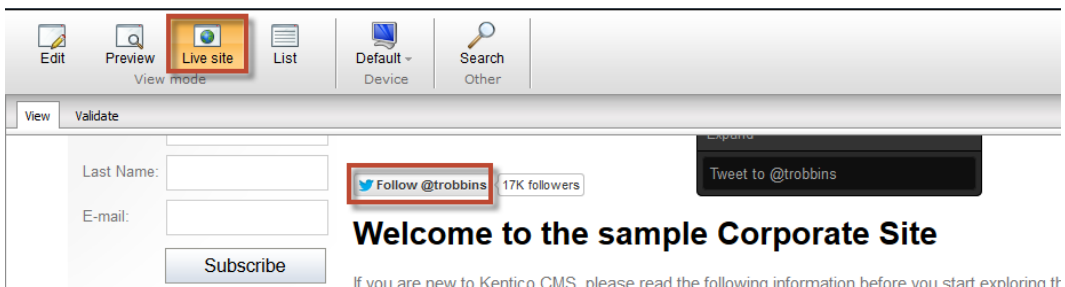 Edit Preview Live site List Default Search
View mode Device Other
View Validate
Expand
Last Name:
Tweet to @trobbins
Follow @trobbins 17K followers
E-mail:
Welcome to the sample Corporate Site
Subscribe
If you are new to Kentico CMS, please read the following information before you start exploring th